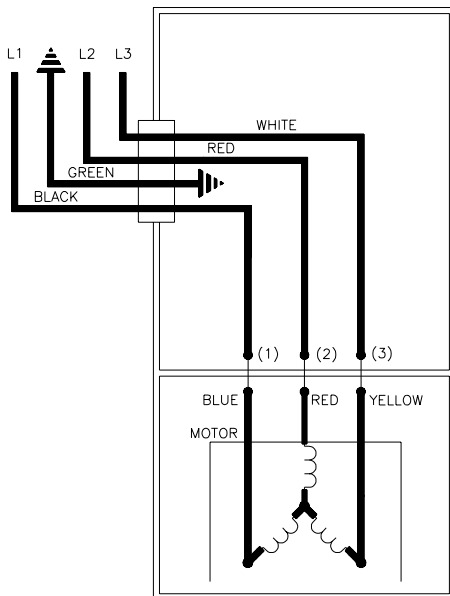 L1 L2 L3
WHITE
RED
GREEN
BLACK
(1) (2) (3)
BLUE RED YELLOW
MOTOR